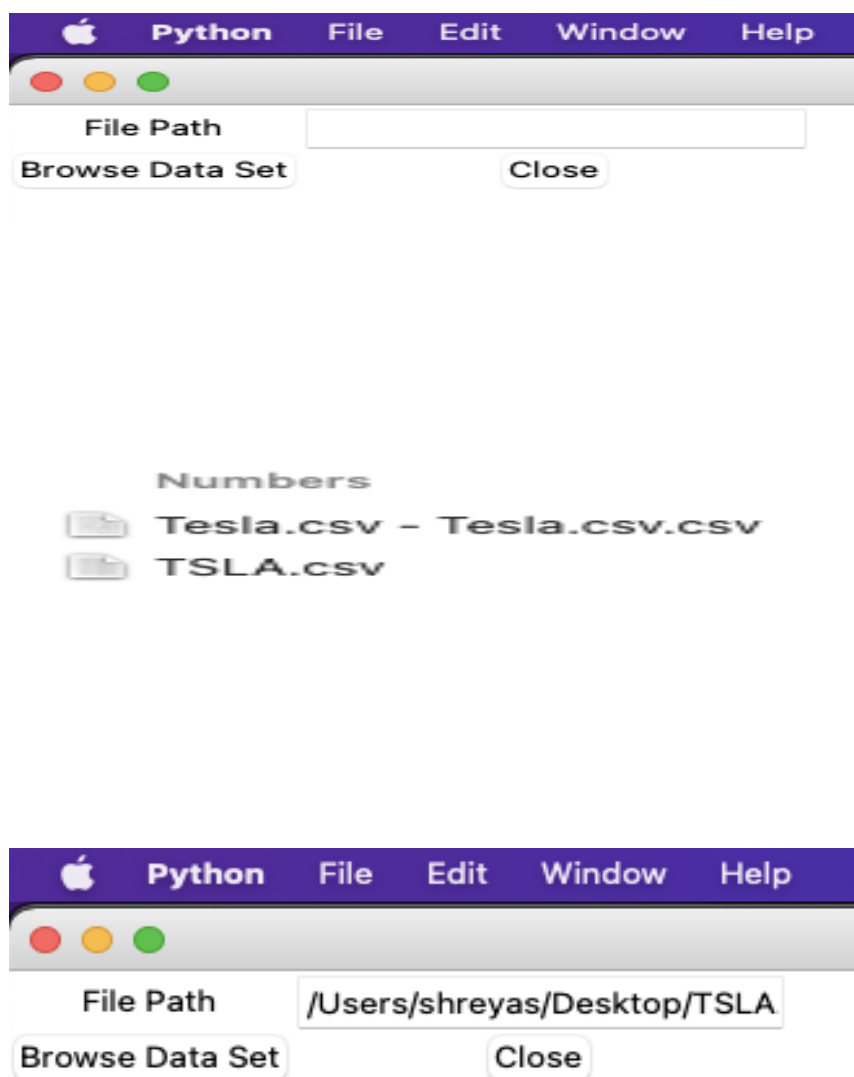 Python File Edit Window Help
File Path
Browse Data Set Close
Numbers
Tesla.csv - Tesla.csv.csv
TSLA.csv
Python File Edit Window Help
File Path /Users/shreyas/Desktop/TSLA
Browse Data Set Close